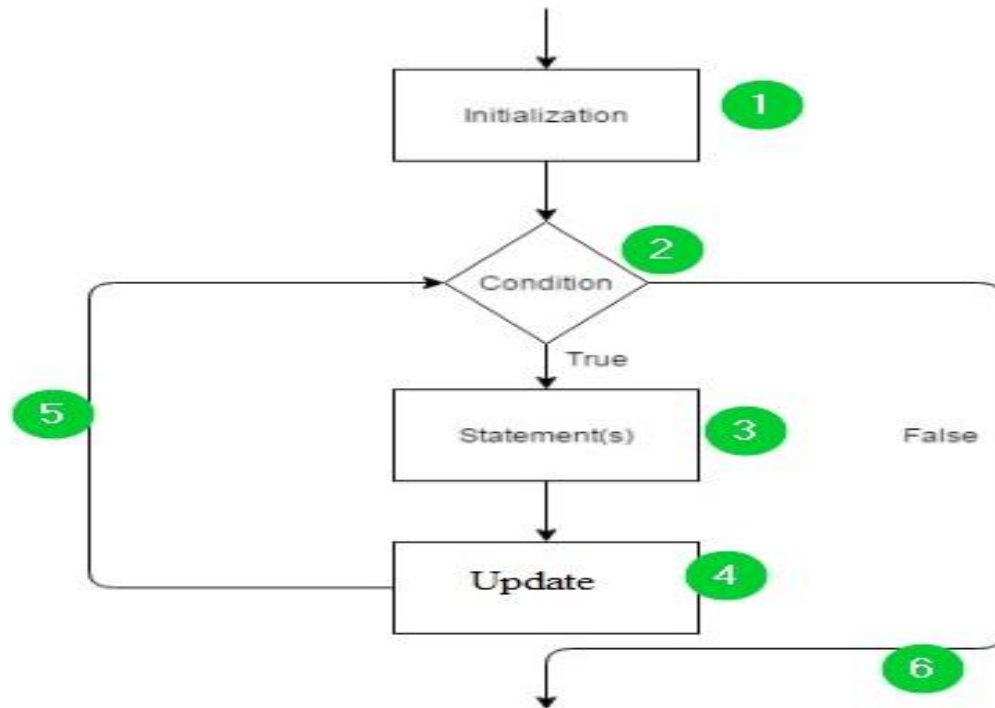 Initialization
1
Condition
2
True
Statement(s)
3
False
5
Update
4
6